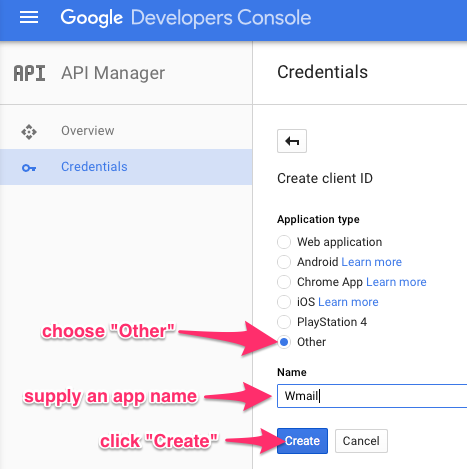 Google Developers Console
API API Manager
Credentials
Overview
Credentials
Create client ID
Application type
Web application
Android Learn more
Chrome App Learn more
iOS Learn more
PlayStation 4
choose "Other"
Other
Name
supply an app name
Wmail
click "Create"
Create
Cancel